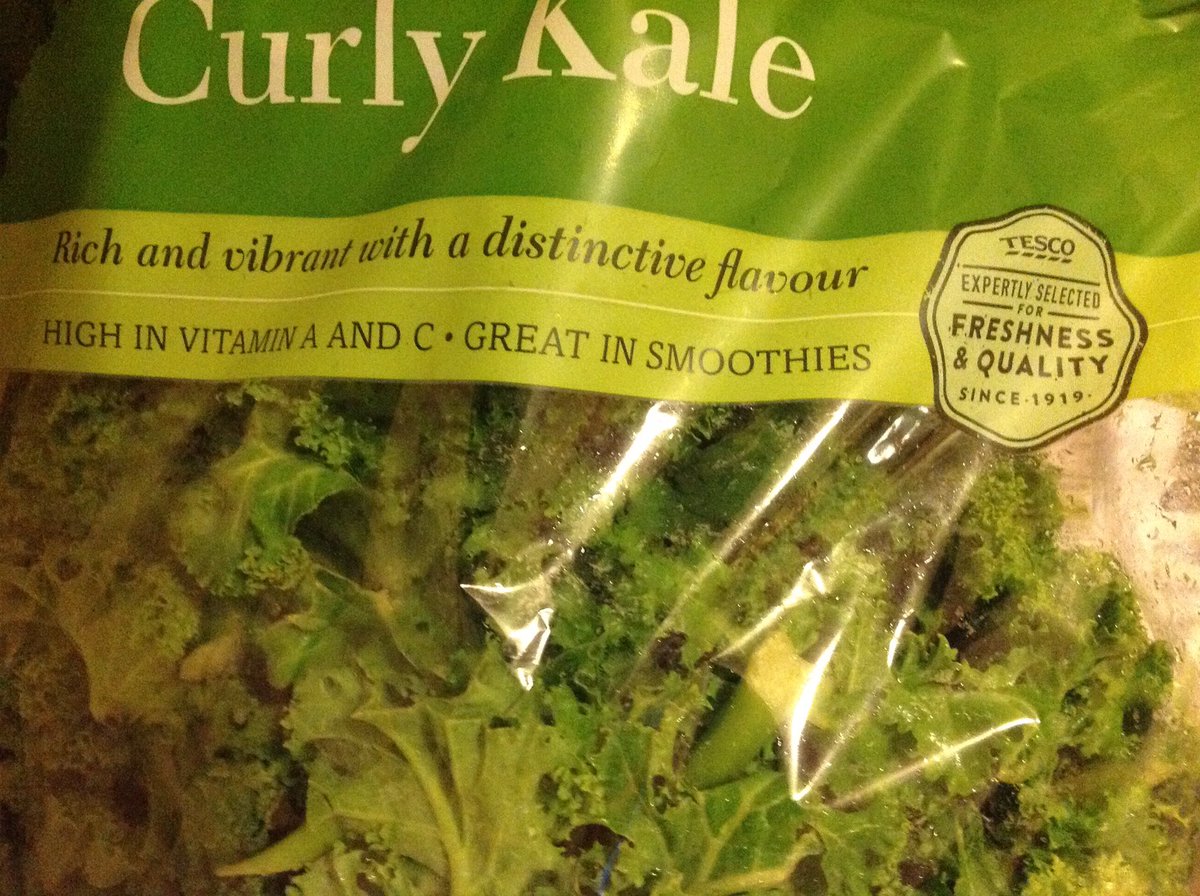 Curly Kale
Rich and vibrant with a distinctive flavour
HIGH IN VITAMIN A AND C • GREAT IN SMOOTHIES
TESCO
EXPERTLY SELECTED
FOR
FRESHNESS
& QUALITY
SINCE·1919·